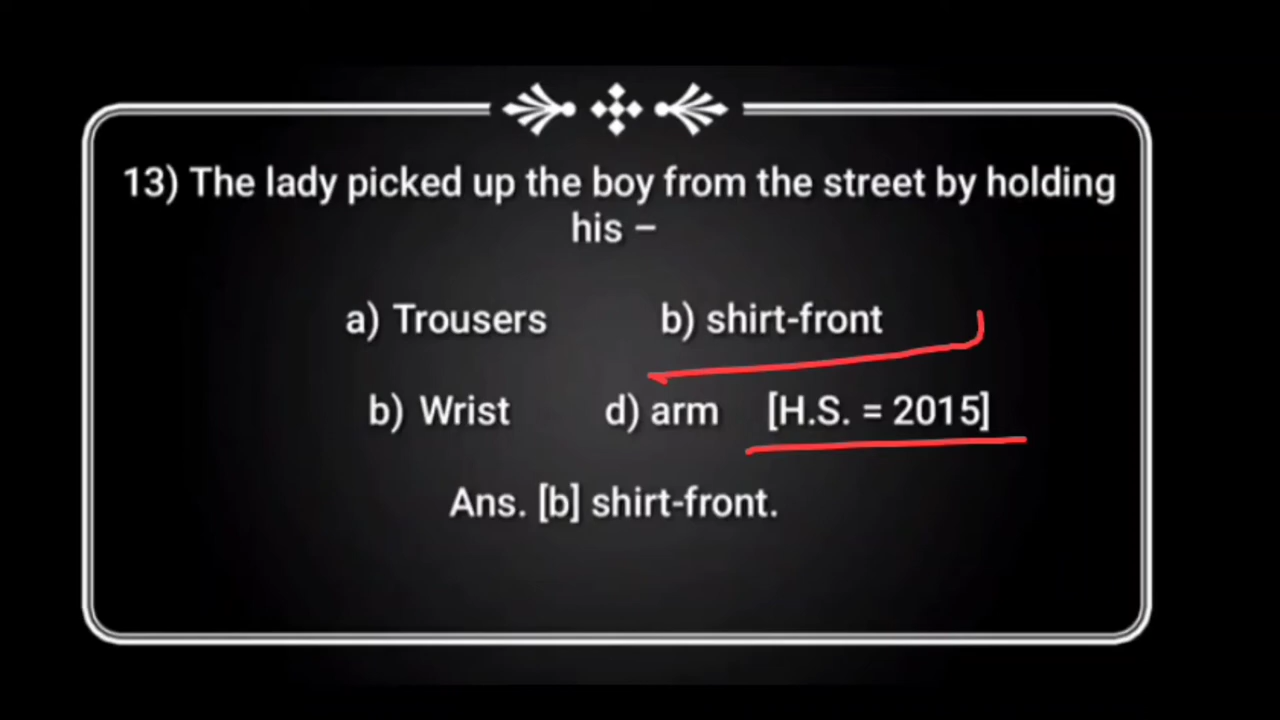 13) The lady picked up the boy from the street by holding
his –
a) Trousers b) shirt-front
b) Wrist d) arm [H.S. = 2015]
Ans. [b] shirt-front.